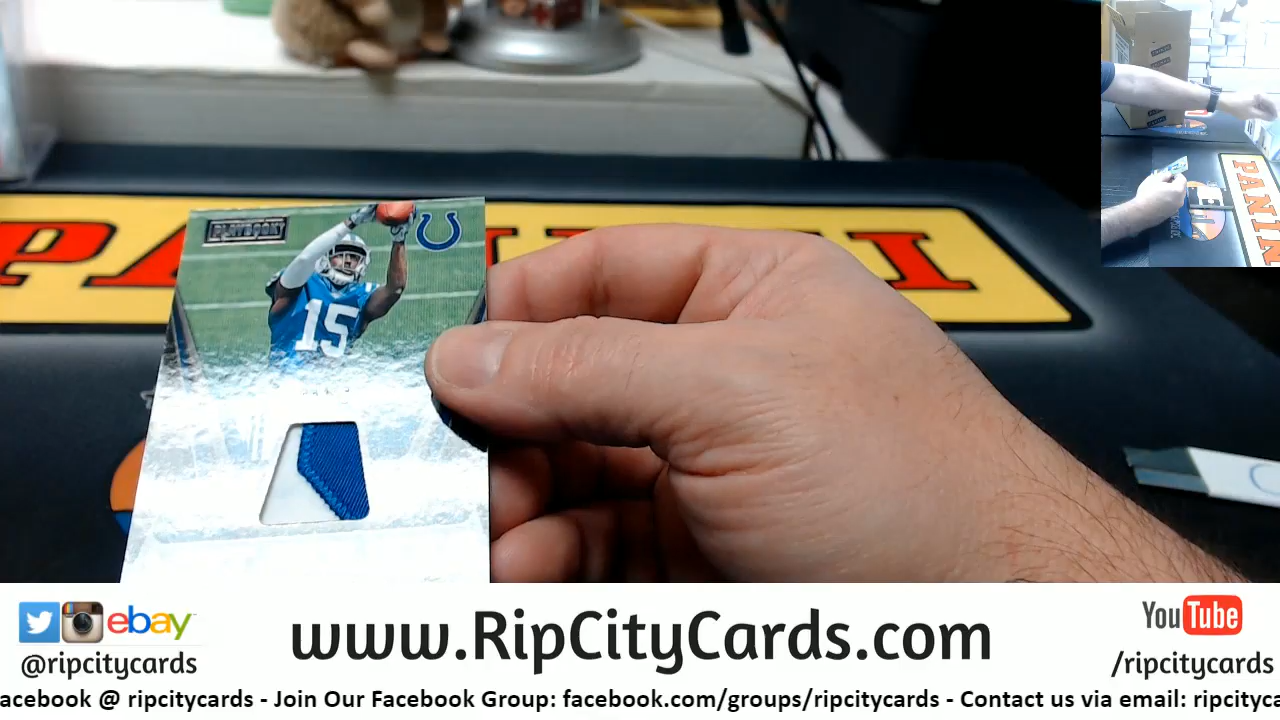 PLAYBOOK
15
PANINI
PANINI
ebay
@ripcitycards
www.RipCityCards.com
YouTube
/ripcitycards
acebook @ ripcitycards - Join Our Facebook Group: facebook.com/groups/ripcitycards - Contact us via email: ripcityca